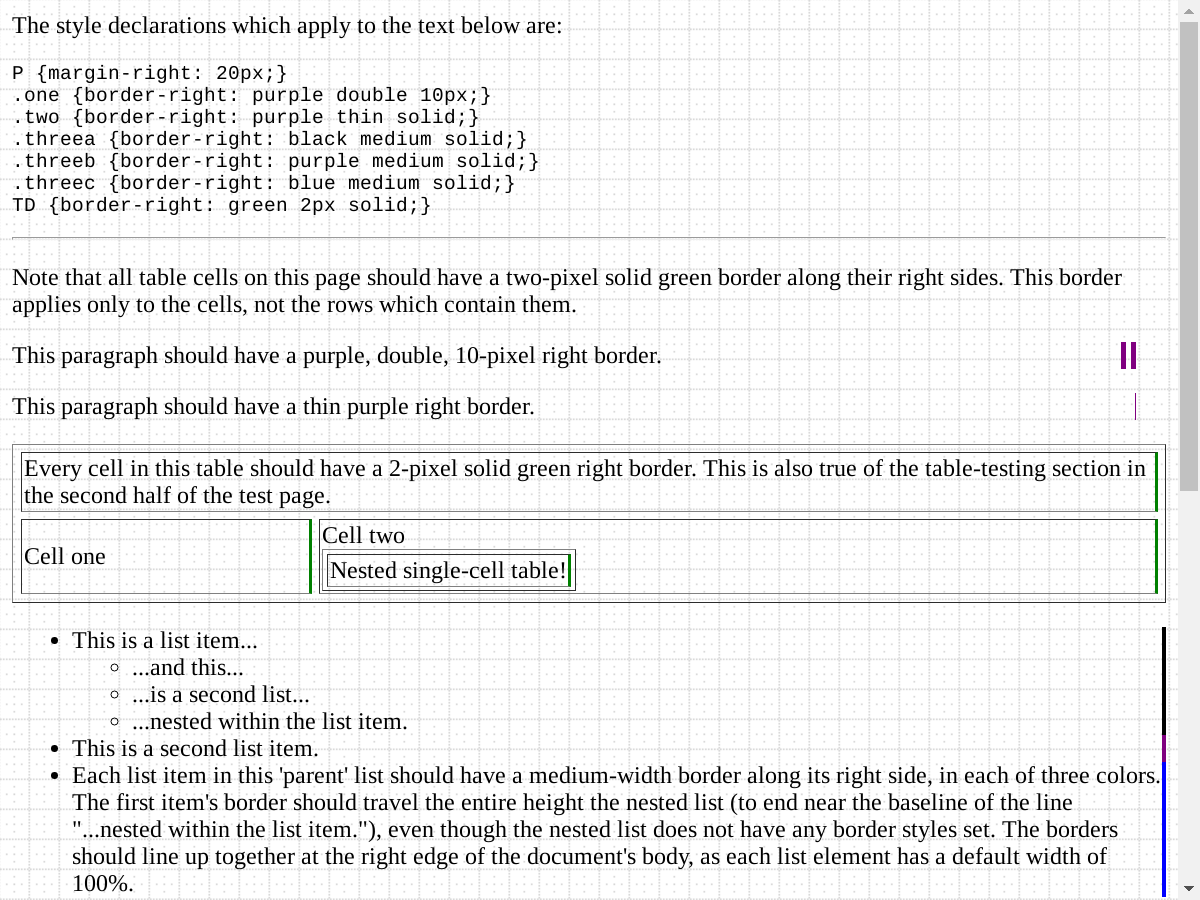 The style declarations which apply to the text below are:
P {margin-right: 20px;}
.one {border-right: purple double 10px;}
.two {border-right: purple thin solid;}
.threea {border-right: black medium solid;}
.threeb {border-right: purple medium solid;}
.threec {border-right: blue medium solid;}
TD {border-right: green 2px solid;}
Note that all table cells on this page should have a two-pixel solid green border along their right sides. This border
applies only to the cells, not the rows which contain them.
This paragraph should have a purple, double, 10-pixel right border.
This paragraph should have a thin purple right border.
Every cell in this table should have a 2-pixel solid green right border. This is also true of the table-testing section in
the second half of the test page.
Cell one
Cell two
Nested single-cell table!
This is a list item...
...and this...
...is a second list...
...nested within the list item.
This is a second list item.
Each list item in this 'parent' list should have a medium-width border along its right side, in each of three colors.
The first item's border should travel the entire height the nested list (to end near the baseline of the line
"...nested within the list item."), even though the nested list does not have any border styles set. The borders
should line up together at the right edge of the document's body, as each list element has a default width of
100%.